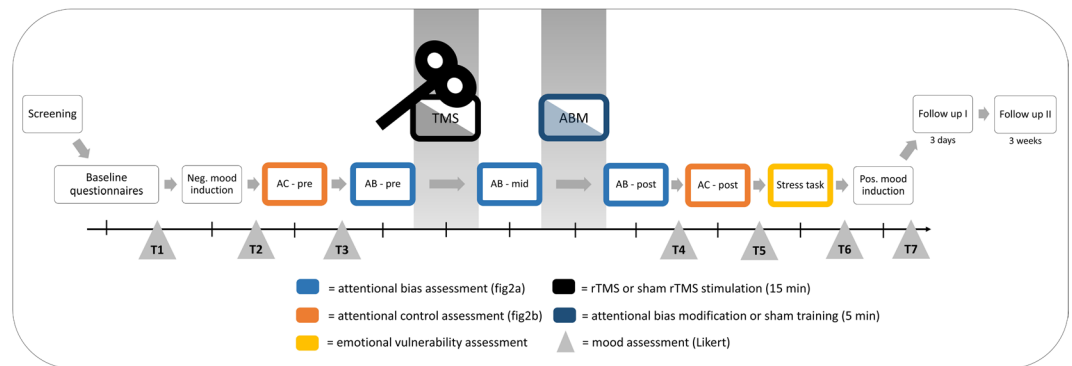 Screening
Baseline
questionnaires
Neg. mood
induction
AC - pre
AB - pre
TMS
AB - mid
ABM
AB - post
AC - post
Stress task
Pos. mood
induction
Follow up I
3 days
Follow up II
3 weeks
T1
T2
T3
T4
T5
T6
T7
= attentional bias assessment (fig2a)
= attentional control assessment (fig2b)
= emotional vulnerability assessment
= rTMS or sham rTMS stimulation (15 min)
= attentional bias modification or sham training (5 min)
= mood assessment (Likert)